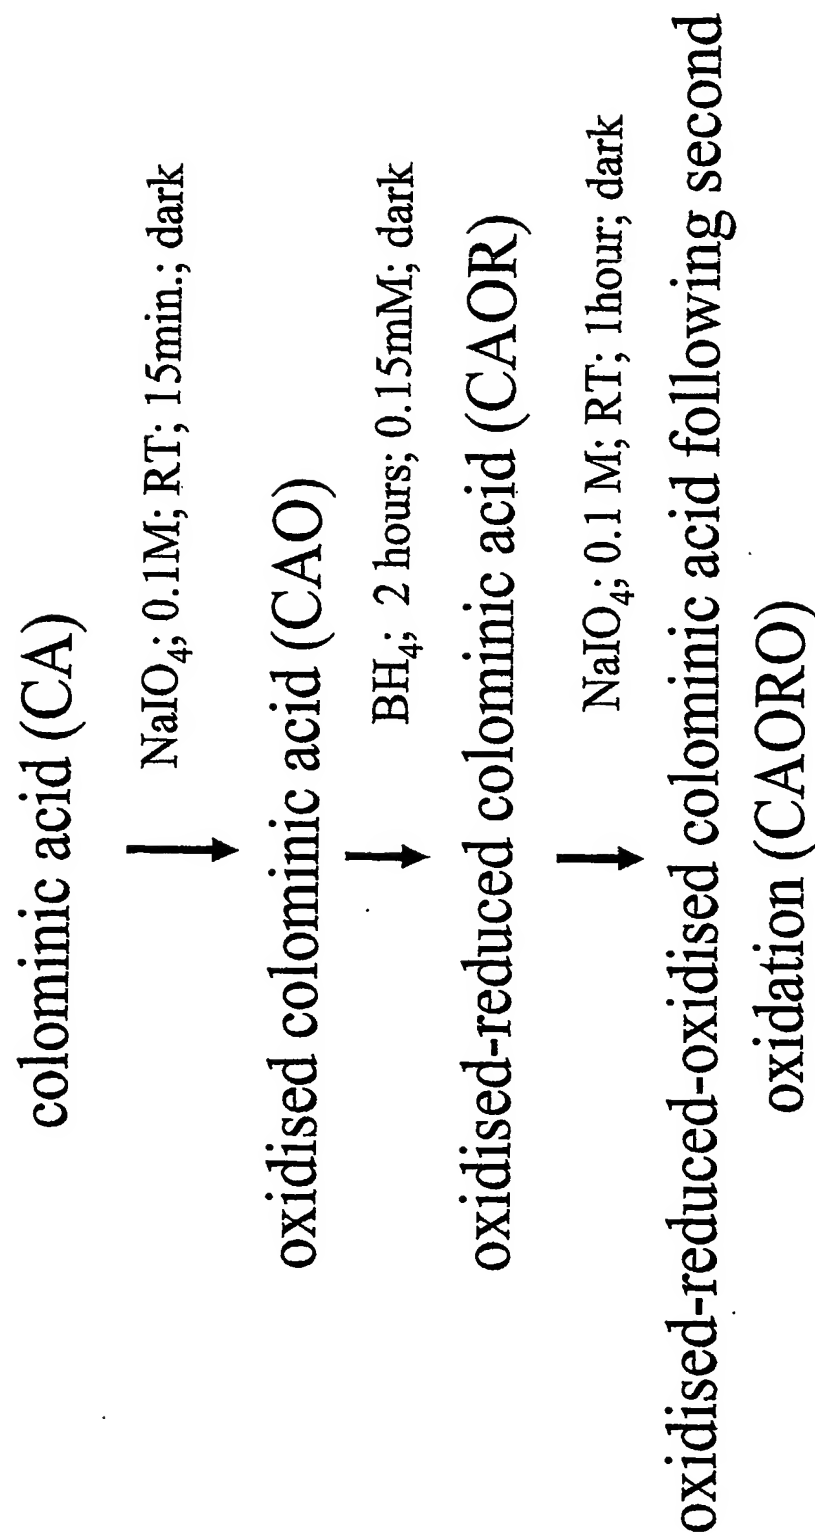 colominic acid (CA)
NaIO4; 0.1M; RT; 15min.; dark
oxidised colominic acid (CAO)
BH4; 2 hours; 0.15mM; dark
oxidised-reduced colominic acid (CAOR)
NaIO4; 0.1 M; RT; 1hour; dark
oxidised-reduced-oxidised colominic acid following second
oxidation (CAORO)